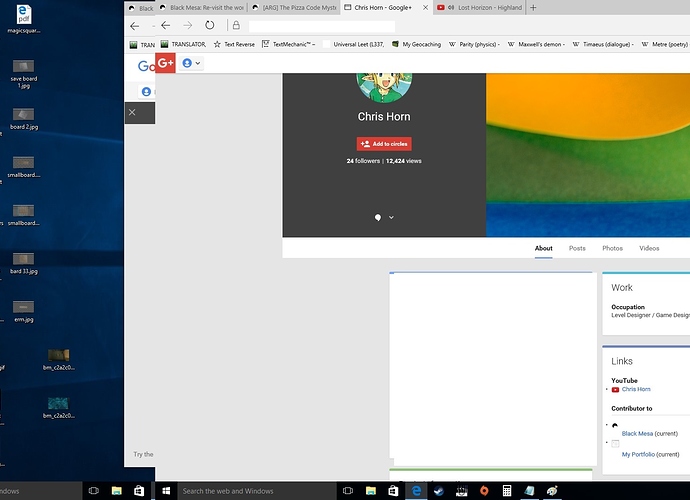 pdf
magicsquar...
save board
1.jpg
board 2.jpg
smallboard....
smallboard....
bard 33.jpg
erm.jpg
bm_c2a2c0...
bm_c2a2c0...
Black
Black Mesa: Re-visit the wo
[ARG] The Pizza Code Myste
Chris Horn - Google+
Lost Horizon - Highland
TRAN
TRANSLATOR,
Text Reverse
TextMechanic™ -
Universal Leet (L337,
My Geocaching
Parity (physics) -
Maxwell's demon -
Timaeus (dialogue) -
Metre (poetry)
Go
G+
Chris Horn
Add to circles
24 followers | 12,424 views
About
Posts
Photos
Videos
Work
Occupation
Level Designer / Game Design
Links
YouTube
Chris Horn
Contributor to
Black Mesa (current)
My Portfolio (current)
Try the
ndows
Search the web and Windows